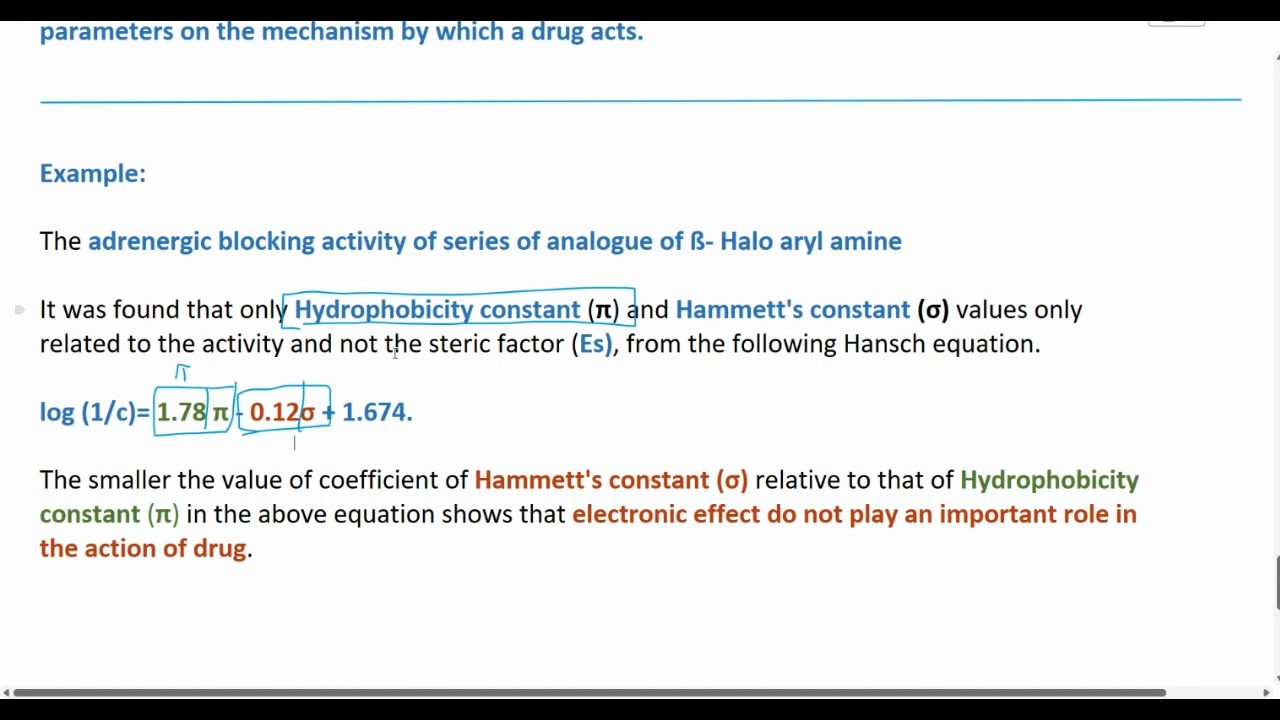 parameters on the mechanism by which a drug acts.
Example:
The adrenergic blocking activity of series of analogue of ß- Halo aryl amine
It was found that only Hydrophobicity constant (π) and Hammett's constant (σ) values only
related to the activity and not the steric factor (Es), from the following Hansch equation.
π
log (1/c)= 1.78 π - 0.12σ + 1.674.
The smaller the value of coefficient of Hammett's constant (σ) relative to that of Hydrophobicity
constant (π) in the above equation shows that electronic effect do not play an important role in
the action of drug.